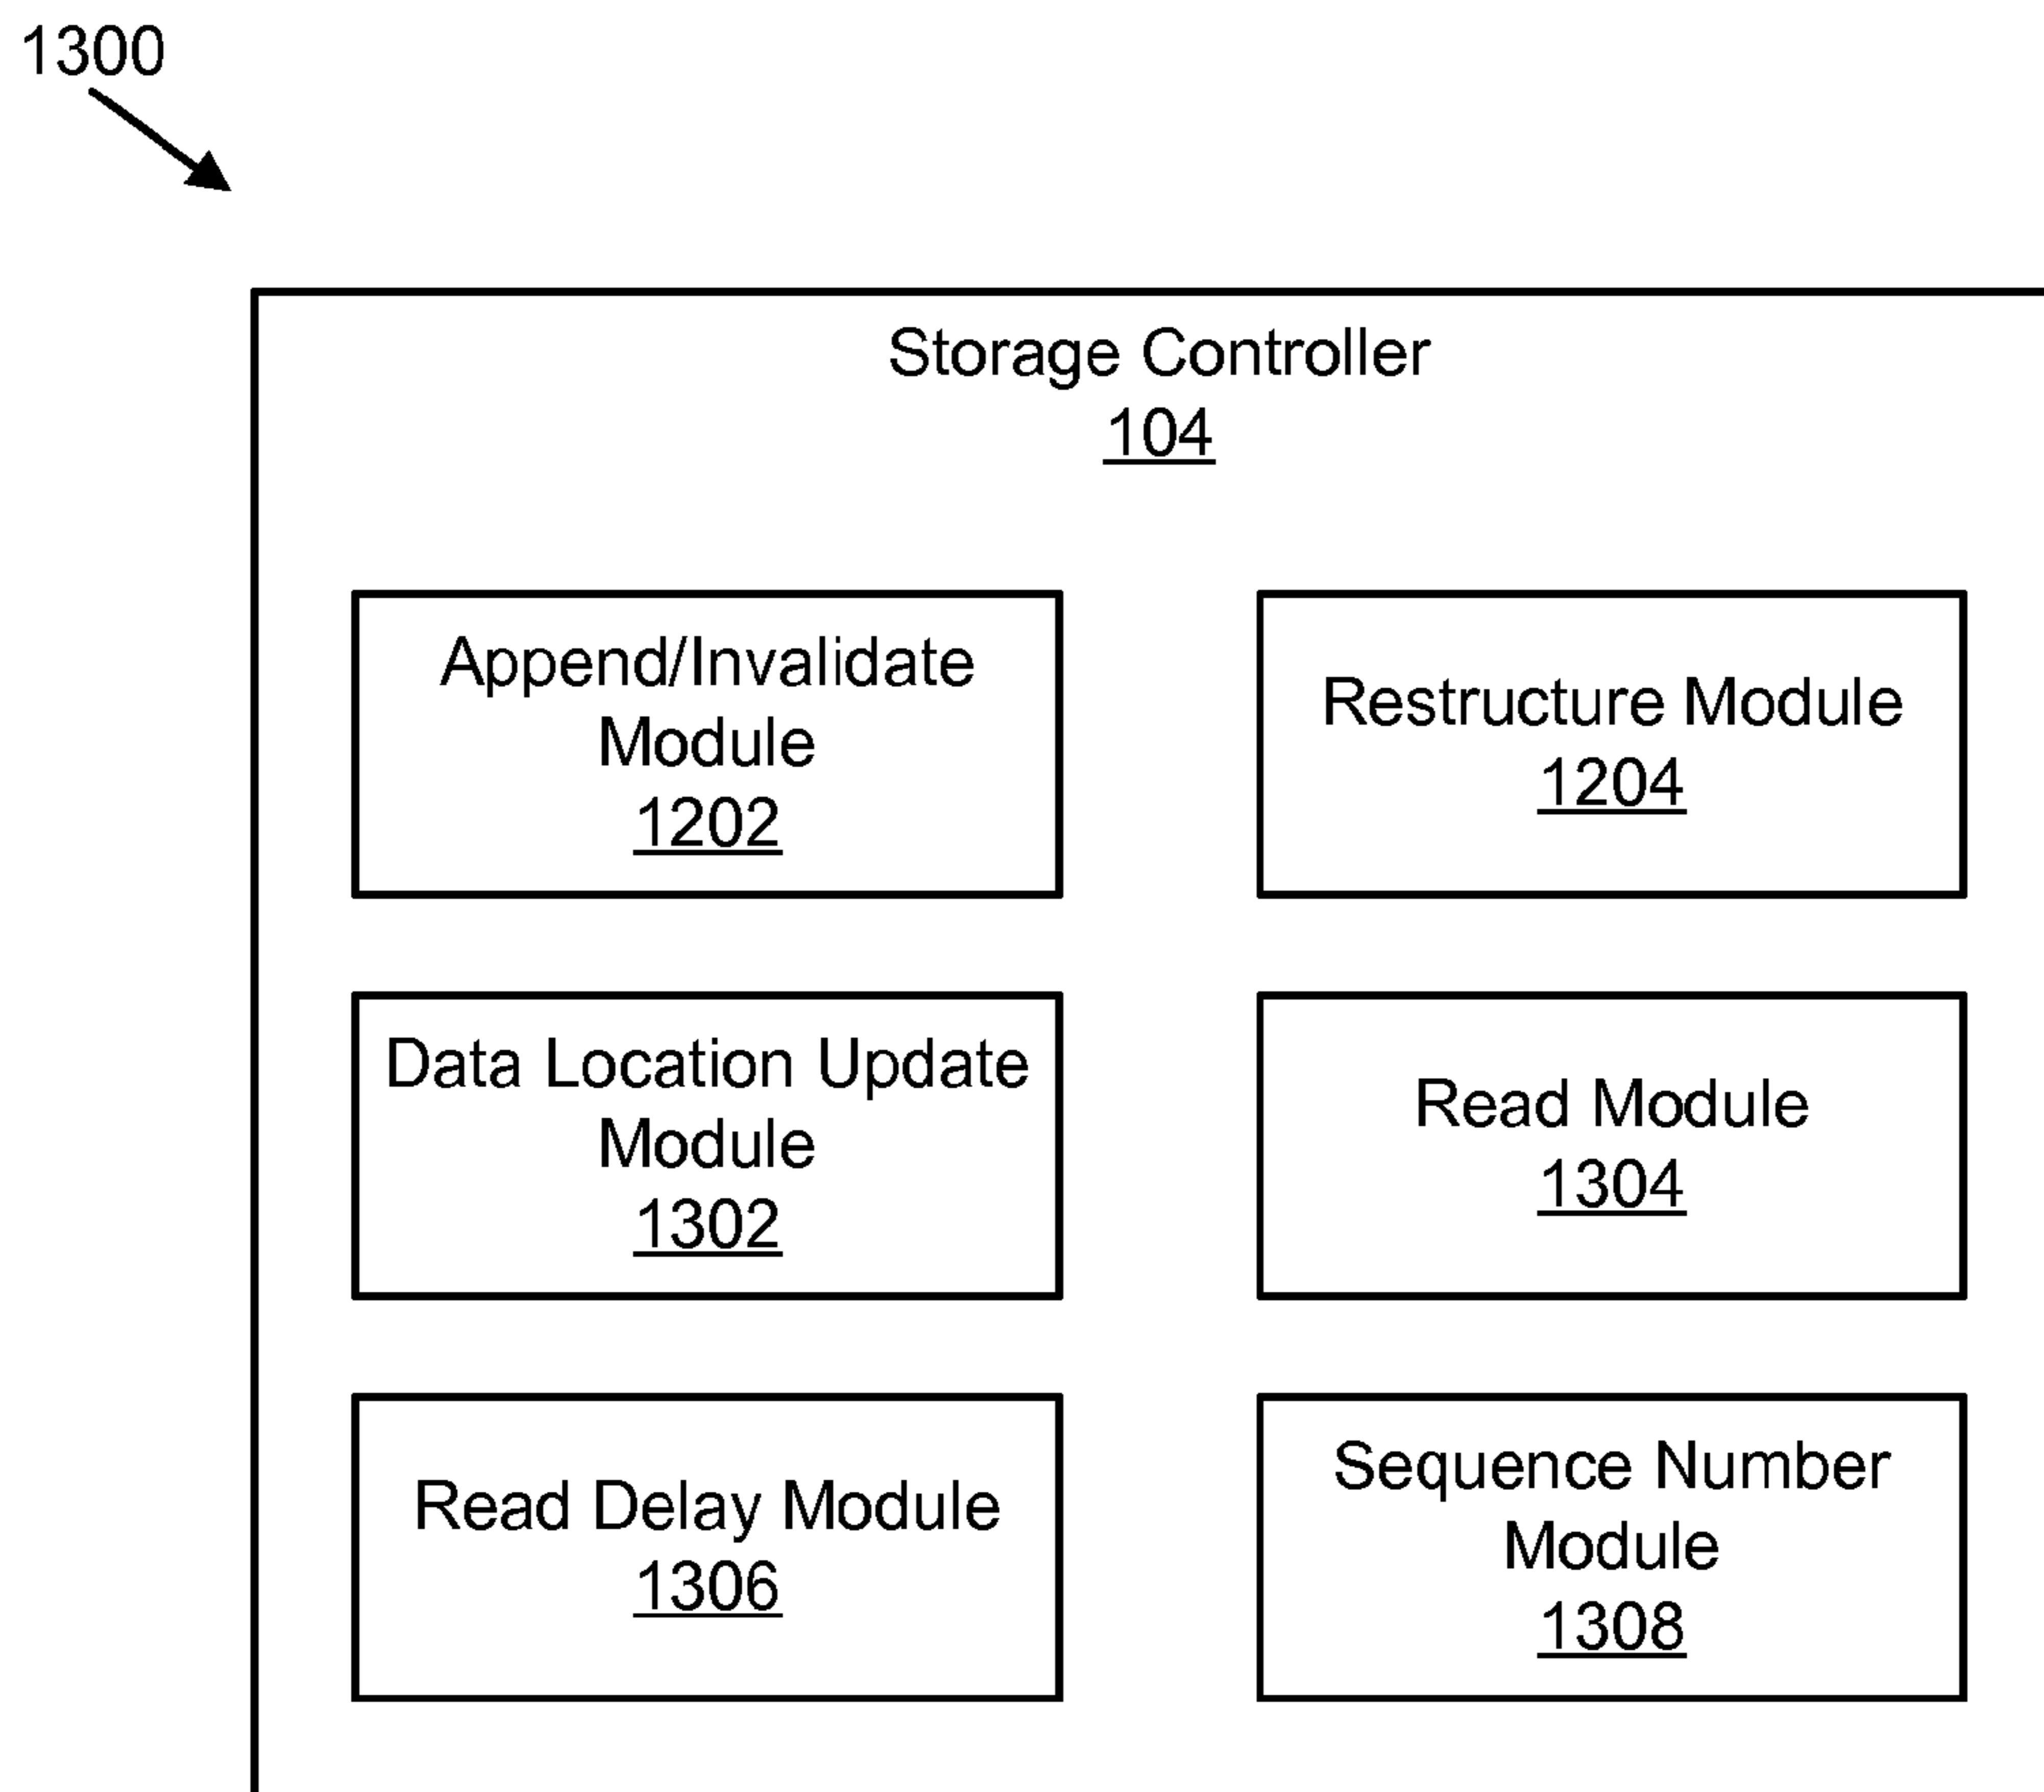 1300
Storage Controller
104
Append/Invalidate
Module
1202
Restructure Module
1204
Data Location Update
Module
1302
Read Module
1304
Read Delay Module
1306
Sequence Number
Module
1308